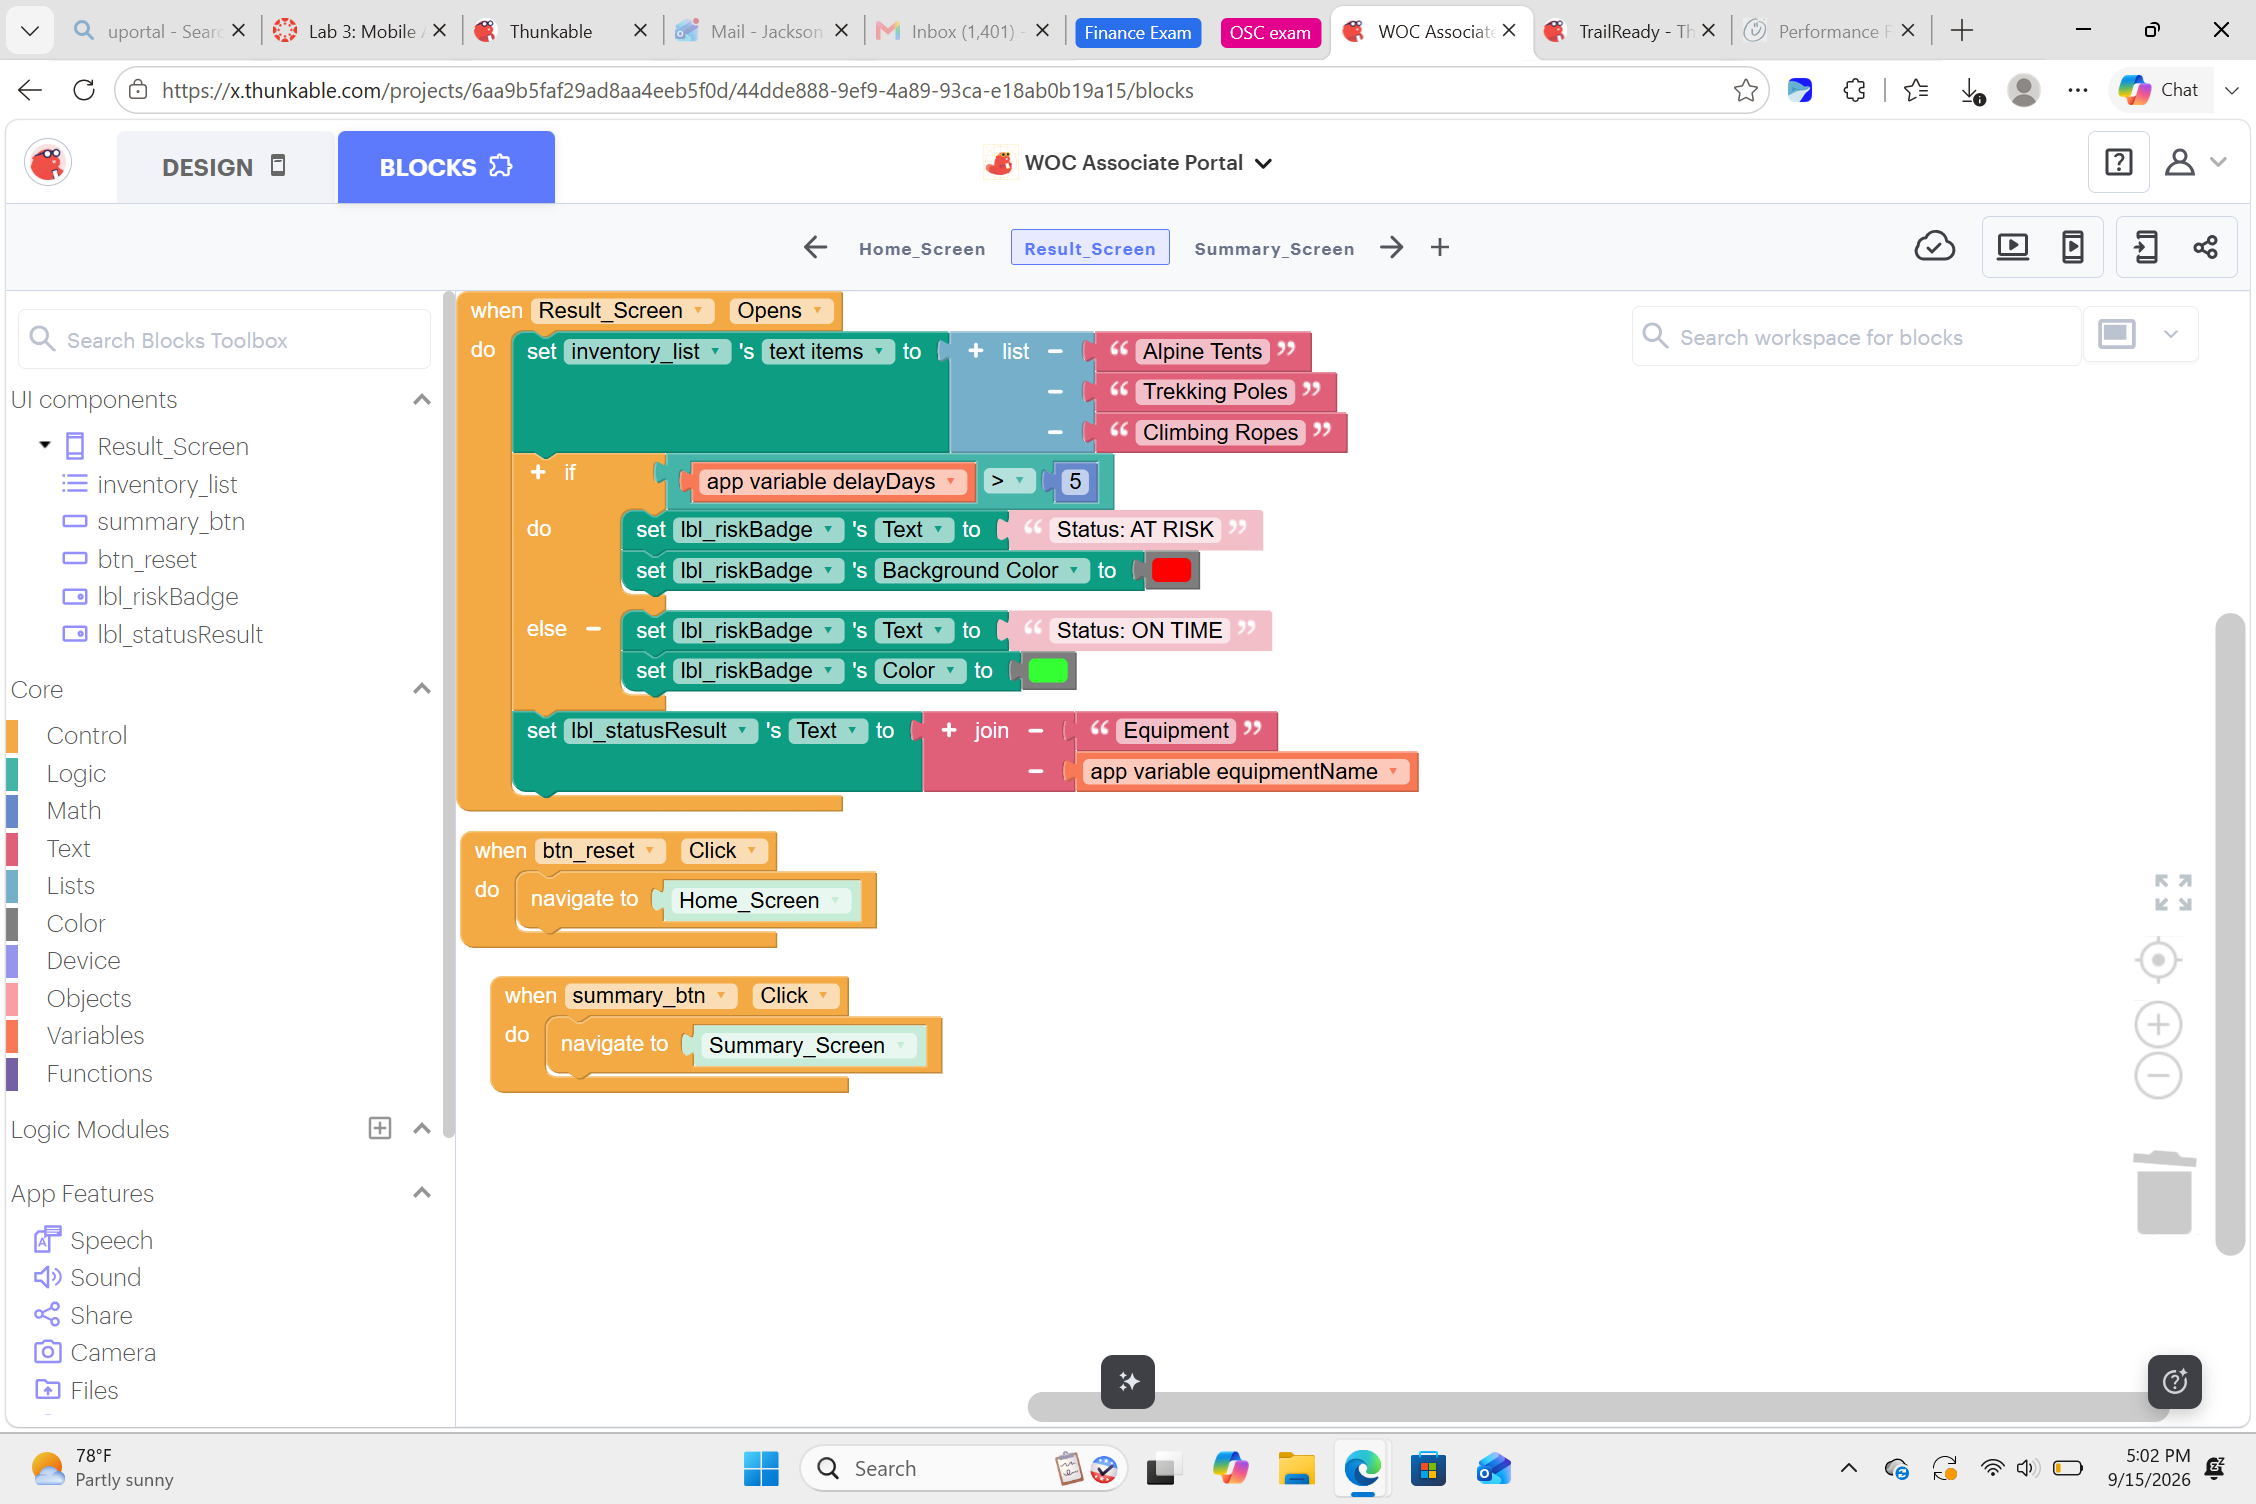 uportal - Searc
Lab 3: Mobile A
Thunkable
Mail - Jackson
Inbox (1,401) -
Finance Exam
OSC exam
WOC Associate
TrailReady - Th
Performance F
https://x.thunkable.com/projects/6aa9b5faf29ad8aa4eeb5f0d/44dde888-9ef9-4a89-93ca-e18ab0b19a15/blocks
Chat
DESIGN
BLOCKS
WOC Associate Portal
Home_Screen
Result_Screen
Summary_Screen
Search Blocks Toolbox
UI components
Result_Screen
inventory_list
summary_btn
btn_reset
lbl_riskBadge
lbl_statusResult
Core
Control
Logic
Math
Text
Lists
Color
Device
Objects
Variables
Functions
Logic Modules
App Features
Speech
Sound
Share
Camera
Files
Search workspace for blocks
when Result_Screen Opens
do set inventory_list 's text items to + list − “ Alpine Tents ”
− “ Trekking Poles ”
− “ Climbing Ropes ”
+ if app variable delayDays > 5
do set lbl_riskBadge 's Text to “ Status: AT RISK ”
set lbl_riskBadge 's Background Color to
else − set lbl_riskBadge 's Text to “ Status: ON TIME ”
set lbl_riskBadge 's Color to
set lbl_statusResult 's Text to + join − “ Equipment ”
− app variable equipmentName
when btn_reset Click
do navigate to Home_Screen
when summary_btn Click
do navigate to Summary_Screen
78°F
Partly sunny
Search
5:02 PM
9/15/2026